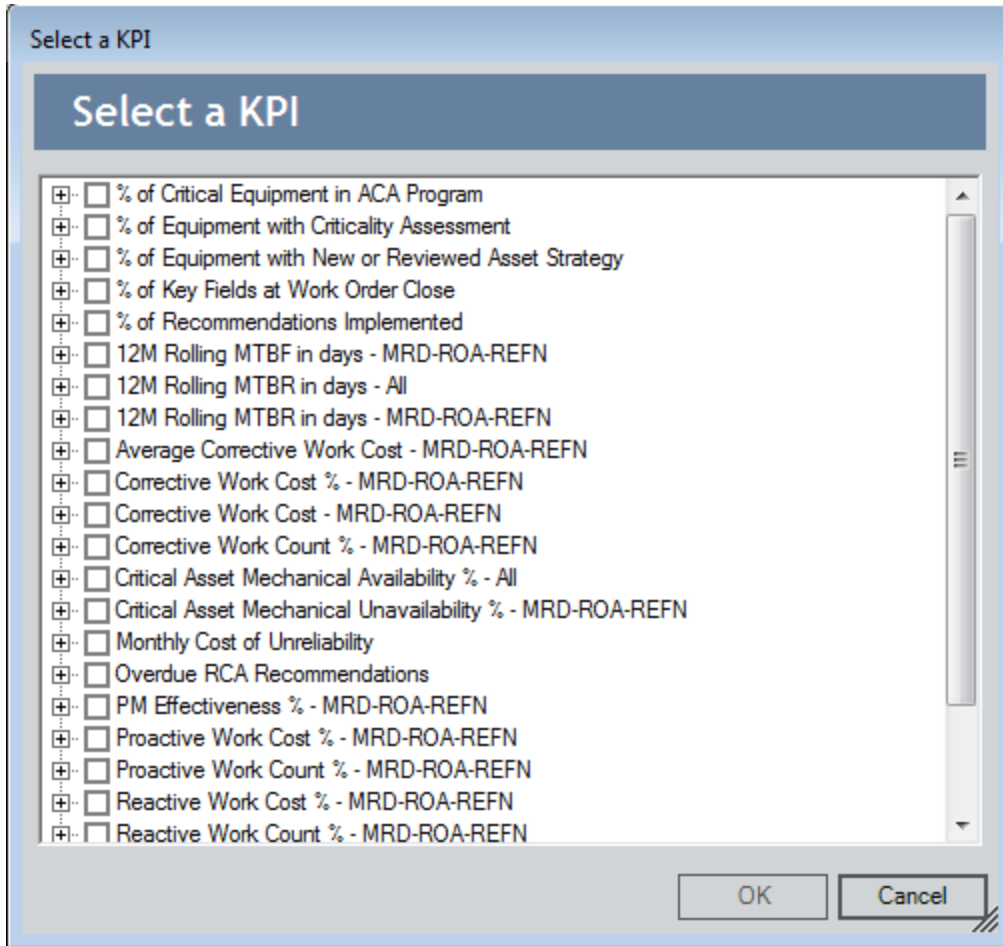 Select a KPI
Select a KPI
% of Critical Equipment in ACA Program
% of Equipment with Criticality Assessment
% of Equipment with New or Reviewed Asset Strategy
% of Key Fields at Work Order Close
% of Recommendations Implemented
12M Rolling MTBF in days - MRD-ROA-REFN
12M Rolling MTBR in days - All
12M Rolling MTBR in days - MRD-ROA-REFN
Average Corrective Work Cost - MRD-ROA-REFN
Corrective Work Cost % - MRD-ROA-REFN
Corrective Work Cost - MRD-ROA-REFN
Corrective Work Count % - MRD-ROA-REFN
Critical Asset Mechanical Availability % - All
Critical Asset Mechanical Unavailability % - MRD-ROA-REFN
Monthly Cost of Unreliability
Overdue RCA Recommendations
PM Effectiveness % - MRD-ROA-REFN
Proactive Work Cost % - MRD-ROA-REFN
Proactive Work Count % - MRD-ROA-REFN
Reactive Work Cost % - MRD-ROA-REFN
Reactive Work Count % - MRD-ROA-REFN
OK Cancel